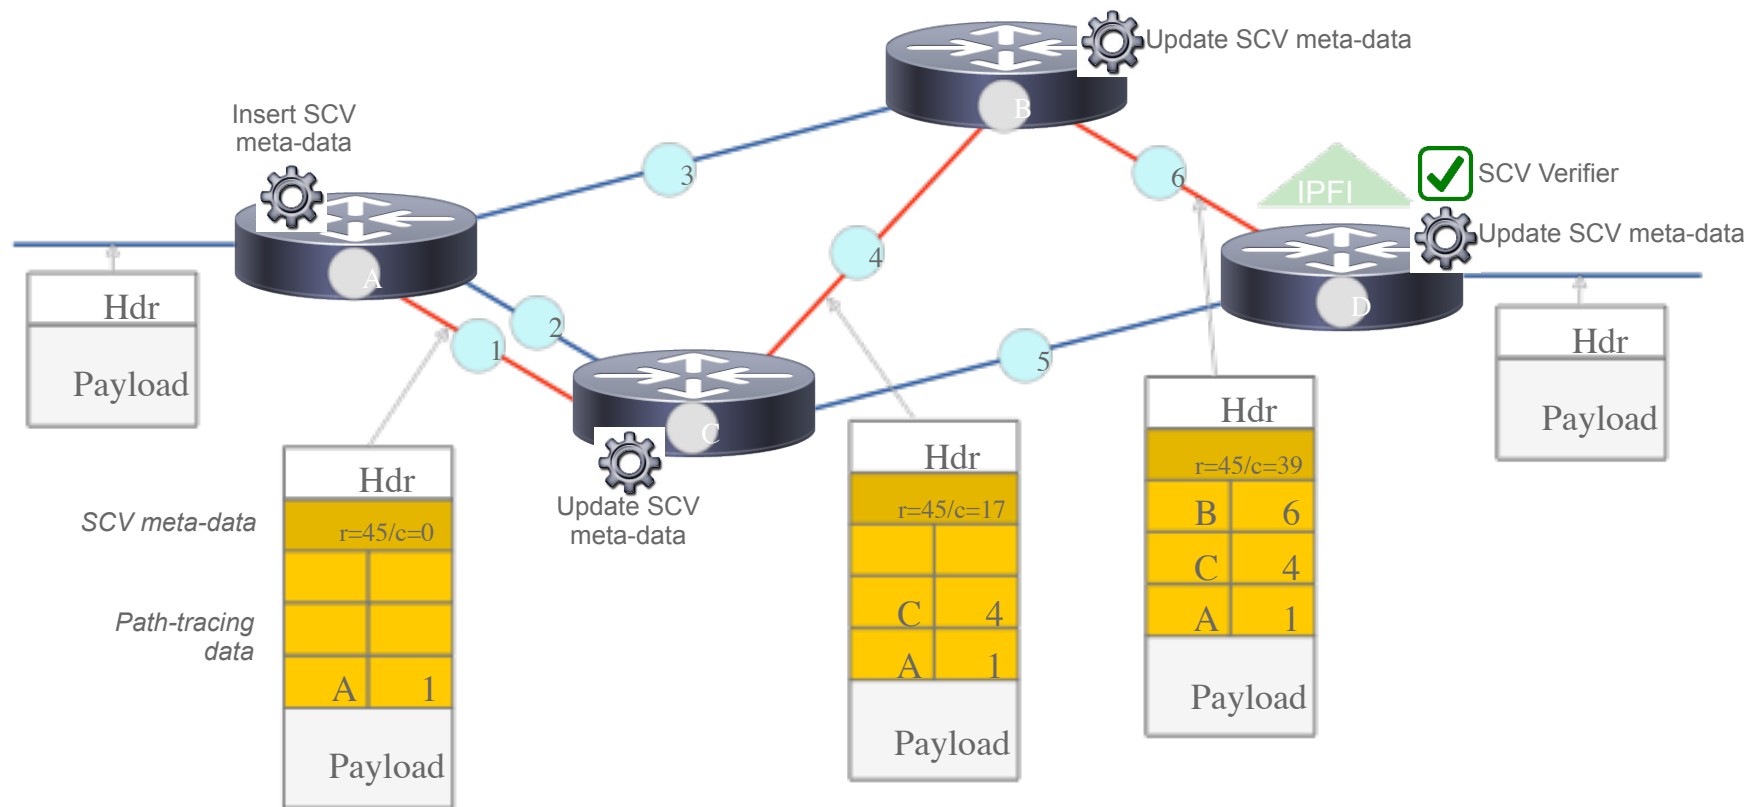 Update SCV meta-data
B
Insert SCV
meta-data
3
6
IPFI
SCV Verifier
Update SCV meta-data
A
4
D
Hdr
Payload
2
1
5
C
Hdr
Payload
Update SCV
meta-data
SCV meta-data
Path-tracing
data
Hdr
r=45/c=0
A 1
Payload
Hdr
r=45/c=17
C 4
A 1
Payload
Hdr
r=45/c=39
B 6
C 4
A 1
Payload